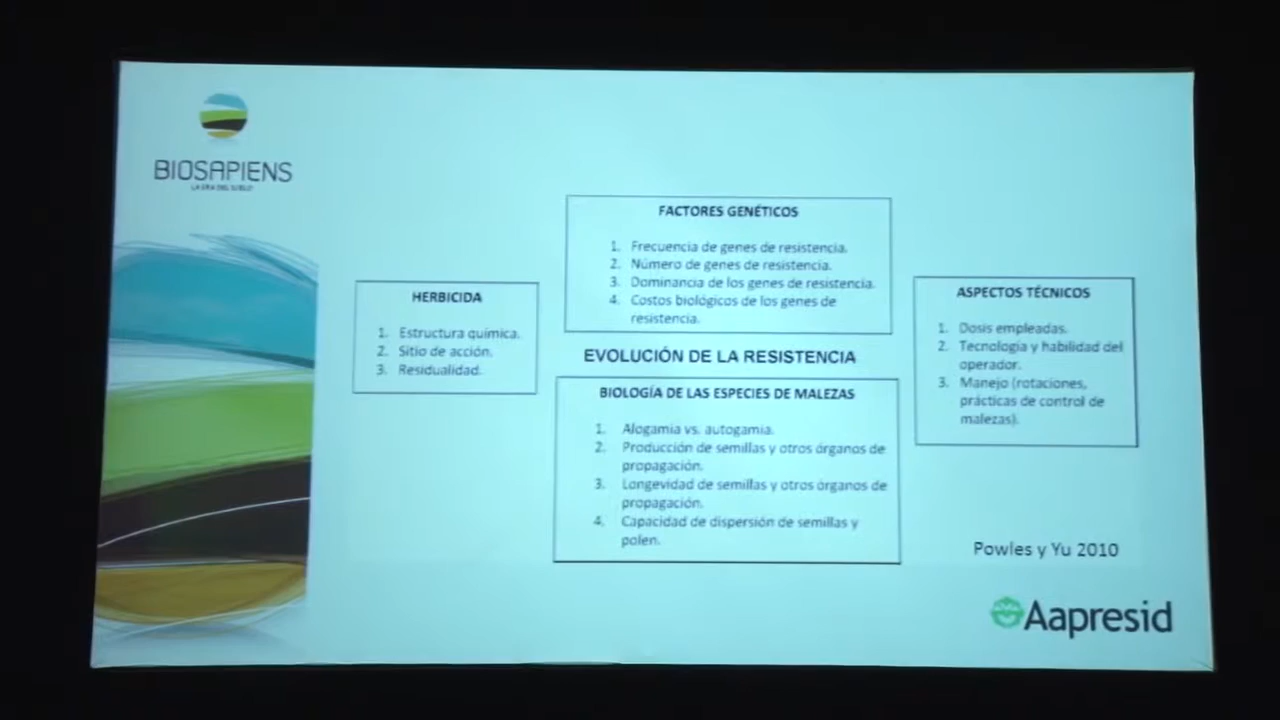 BIOSAPIENS
LA ERA DEL SUELO
FACTORES GENÉTICOS
1. Frecuencia de genes de resistencia.
2. Número de genes de resistencia.
3. Dominancia de los genes de resistencia.
4. Costos biológicos de los genes de
resistencia.
HERBICIDA
1. Estructura química.
2. Sitio de acción.
3. Residualidad.
EVOLUCIÓN DE LA RESISTENCIA
ASPECTOS TÉCNICOS
1. Dosis empleadas.
2. Tecnología y habilidad del
operador.
3. Manejo (rotaciones,
prácticas de control de
malezas).
BIOLOGÍA DE LAS ESPECIES DE MALEZAS
1. Alogamia vs. autogamia.
2. Producción de semillas y otros órganos de
propagación.
3. Longevidad de semillas y otros órganos de
propagación.
4. Capacidad de dispersión de semillas y
polen.
Powles y Yu 2010
Aapresid